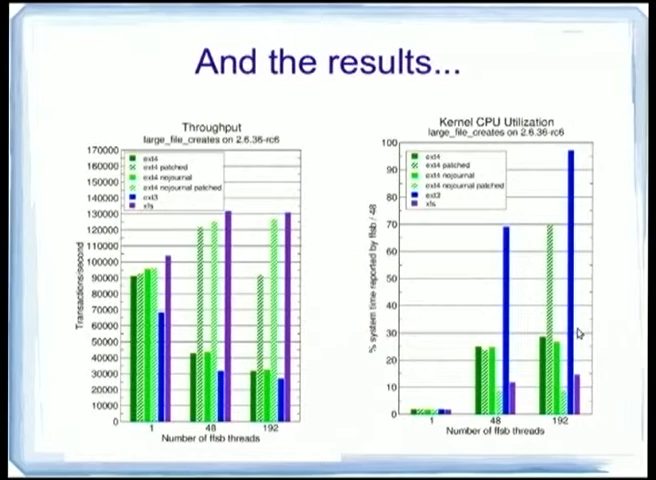 And the results...
Throughput
large_file_creates on 2.6.36-rc6
170000
160000
150000
140000
130000
120000
110000
100000
90000
80000
70000
60000
50000
40000
30000
20000
10000
0
Transactions/second
ext4
ext4 patched
ext4 nojournal
ext4 nojournal patched
ext3
xfs
1
48
192
Number of ffsb threads
Kernel CPU Utilization
large_file_creates on 2.6.36-rc6
100
90
80
70
60
50
40
30
20
10
0
% system time reported by ffsb / 48
ext4
ext4 patched
ext4 nojournal
ext4 nojournal patched
ext3
xfs
1
48
192
Number of ffsb threads